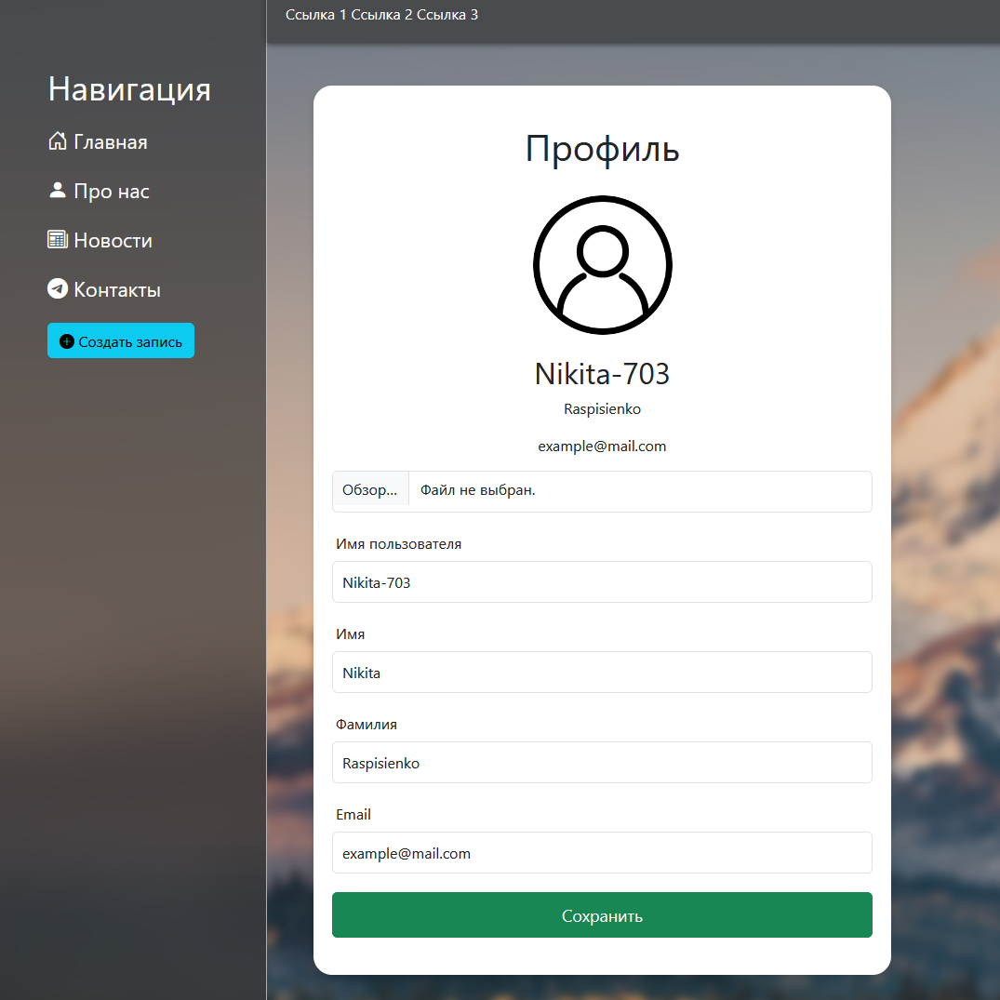 Ссылка 1 Ссылка 2 Ссылка 3
Навигация
Главная
Про нас
Новости
Контакты
Создать запись
Профиль
Nikita-703
Raspisienko
example@mail.com
Обзор... Файл не выбран.
Имя пользователя
Nikita-703
Имя
Nikita
Фамилия
Raspisienko
Email
example@mail.com
Сохранить